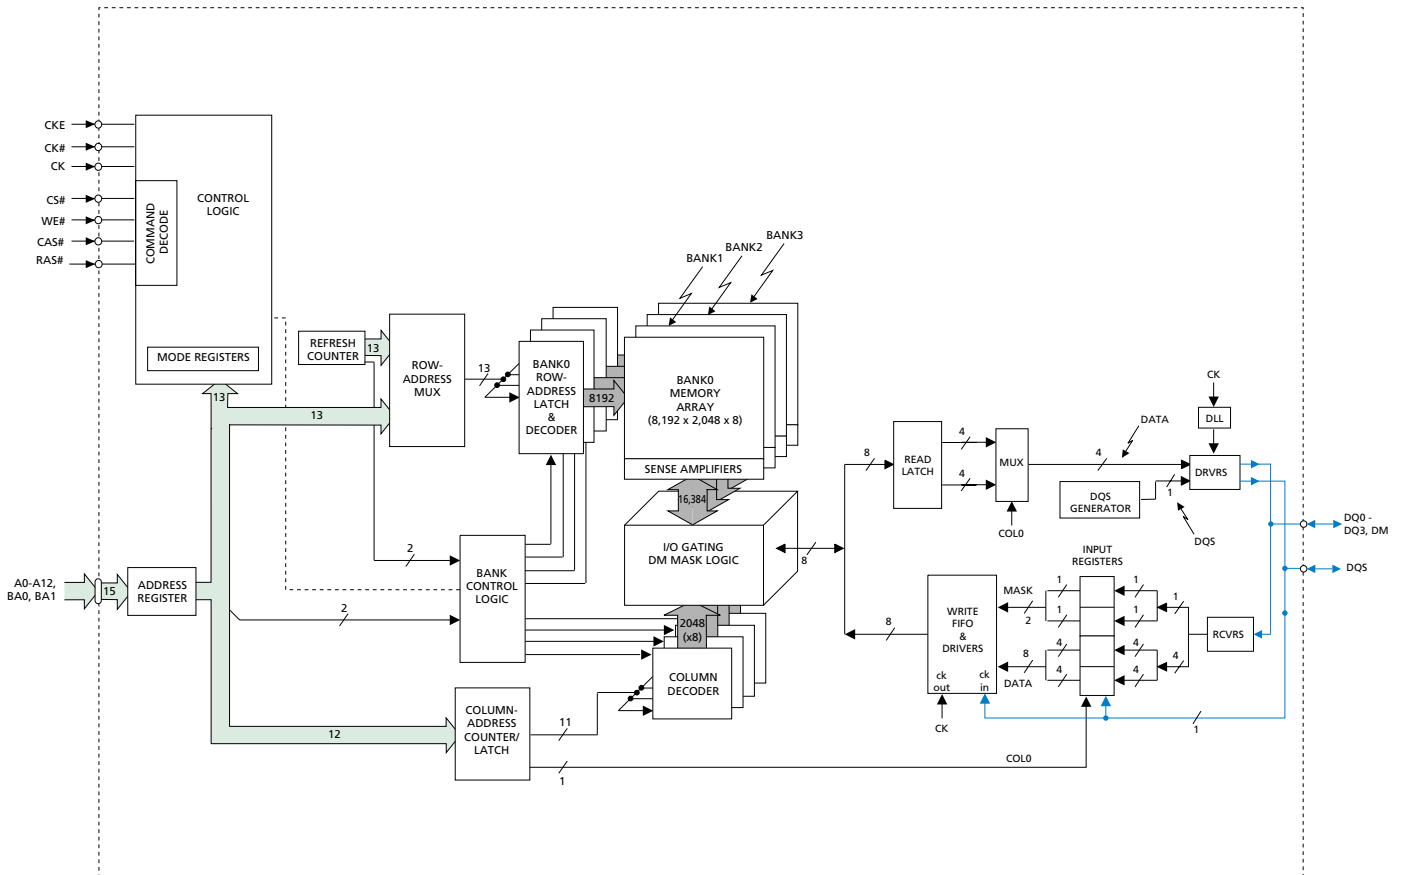 CKE
CK#
CK
CS#
WE#
CAS#
RAS#
COMMAND
DECODE
CONTROL
LOGIC
MODE REGISTERS
REFRESH
COUNTER
13
ROW-
ADDRESS
MUX
13
13
13
BANK0
ROW-
ADDRESS
LATCH
&
DECODER
8192
BANK1
BANK2
BANK3
BANK0
MEMORY
ARRAY
(8,192 x 2,048 x 8)
SENSE AMPLIFIERS
16,384
I/O GATING
DM MASK LOGIC
8
2048
(x8)
COLUMN
DECODER
2
2
BANK
CONTROL
LOGIC
A0-A12,
BA0, BA1
15
ADDRESS
REGISTER
12
COLUMN-
ADDRESS
COUNTER/
LATCH
11
1
COL0
8
READ
LATCH
4
4
MUX
COL0
4
DATA
CK
DLL
DRVRS
DQS
GENERATOR
1
DQS
DQ0 -
DQ3, DM
DQS
INPUT
REGISTERS
8
WRITE
FIFO
&
DRIVERS
ck
out
ck
in
CK
MASK
2
8
DATA
1
1
4
4
1
1
4
4
1
4
RCVRS
1